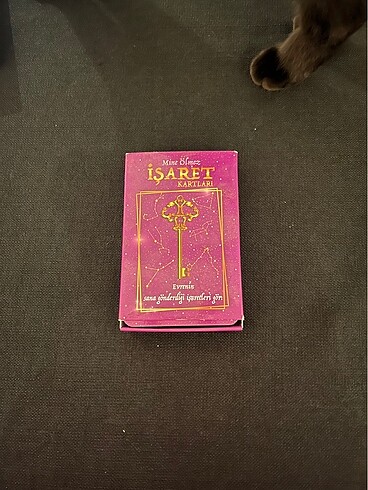 Mine Ölmez
İŞARET
KARTLARI
Evrenin
sana gönderdiği işaretleri gör